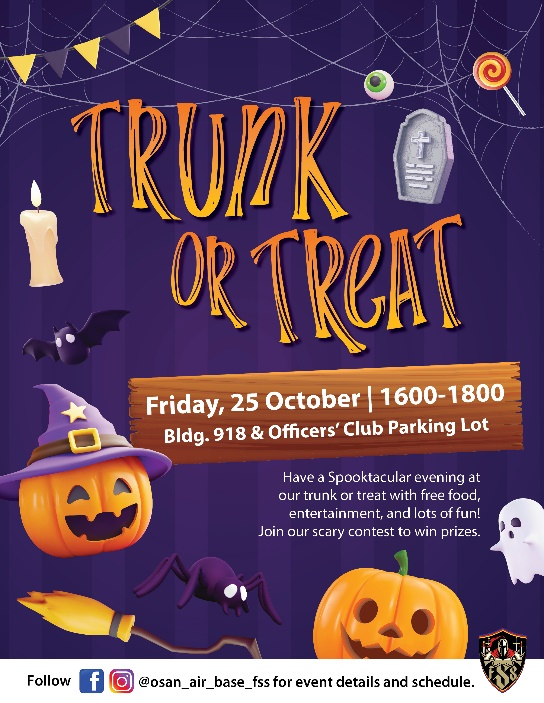 TRUNK
OR TREAT
Friday, 25 October | 1600-1800
Bldg. 918 & Officers' Club Parking Lot
Have a Spooktacular evening at
our trunk or treat with free food,
entertainment, and lots of fun!
Join our scary contest to win prizes.
Follow @osan_air_base_fss for event details and schedule.
FSS